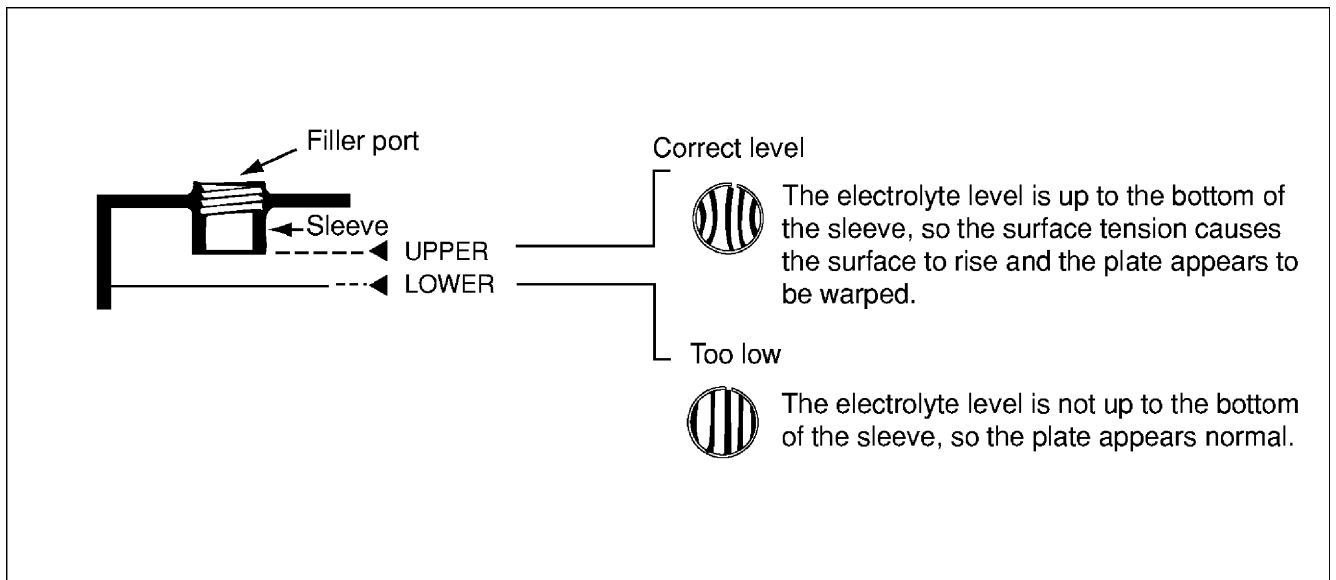 Filler port
Sleeve
UPPER
LOWER
Correct level
The electrolyte level is up to the bottom of
the sleeve, so the surface tension causes
the surface to rise and the plate appears to
be warped.
Too low
The electrolyte level is not up to the bottom
of the sleeve, so the plate appears normal.